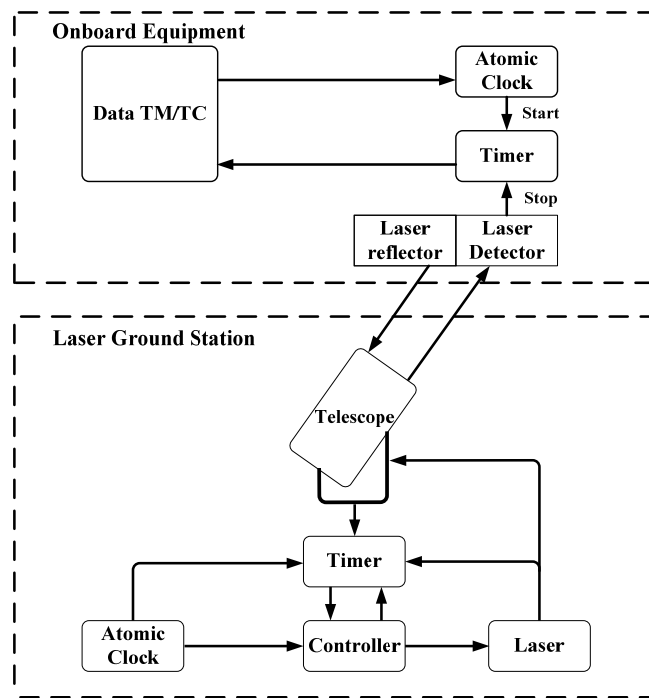 Onboard Equipment
Data TM/TC
Atomic
Clock
Start
Timer
Stop
Laser
reflector
Laser
Detector
Laser Ground Station
Telescope
Timer
Atomic
Clock
Controller
Laser